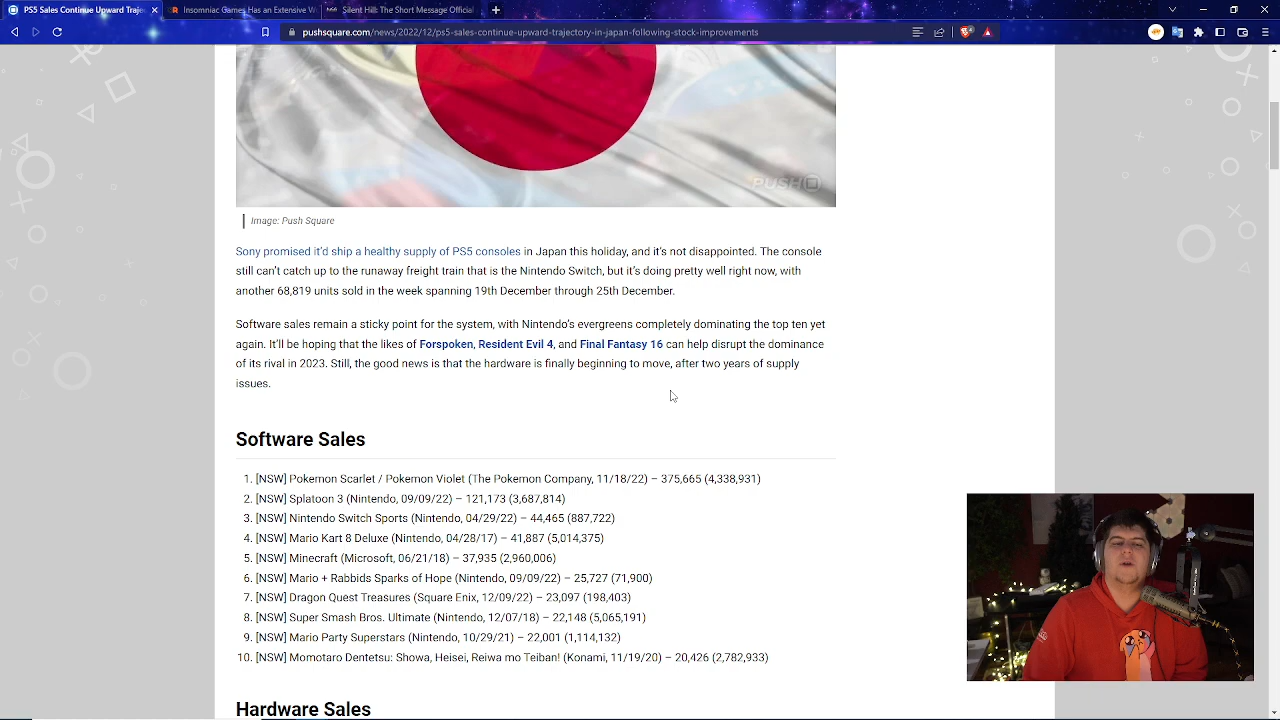 PS5 Sales Continue Upward Traje
Insomniac Games Has an Extensive W
Silent Hill: The Short Message Official
pushsquare.com/news/2022/12/ps5-sales-continue-upward-trajectory-in-japan-following-stock-improvements
PUSH
Image: Push Square
Sony promised it'd ship a healthy supply of PS5 consoles in Japan this holiday, and it's not disappointed. The console
still can't catch up to the runaway freight train that is the Nintendo Switch, but it's doing pretty well right now, with
another 68,819 units sold in the week spanning 19th December through 25th December.
Software sales remain a sticky point for the system, with Nintendo's evergreens completely dominating the top ten yet
again. It'll be hoping that the likes of Forspoken, Resident Evil 4, and Final Fantasy 16 can help disrupt the dominance
of its rival in 2023. Still, the good news is that the hardware is finally beginning to move, after two years of supply
issues.
Software Sales
1. [NSW] Pokemon Scarlet / Pokemon Violet (The Pokemon Company, 11/18/22) – 375,665 (4,338,931)
2. [NSW] Splatoon 3 (Nintendo, 09/09/22) – 121,173 (3,687,814)
3. [NSW] Nintendo Switch Sports (Nintendo, 04/29/22) – 44,465 (887,722)
4. [NSW] Mario Kart 8 Deluxe (Nintendo, 04/28/17) – 41,887 (5,014,375)
5. [NSW] Minecraft (Microsoft, 06/21/18) – 37,935 (2,960,006)
6. [NSW] Mario + Rabbids Sparks of Hope (Nintendo, 09/09/22) – 25,727 (71,900)
7. [NSW] Dragon Quest Treasures (Square Enix, 12/09/22) – 23,097 (198,403)
8. [NSW] Super Smash Bros. Ultimate (Nintendo, 12/07/18) – 22,148 (5,065,191)
9. [NSW] Mario Party Superstars (Nintendo, 10/29/21) – 22,001 (1,114,132)
10. [NSW] Momotaro Dentetsu: Showa, Heisei, Reiwa mo Teiban! (Konami, 11/19/20) – 20,426 (2,782,933)
Hardware Sales